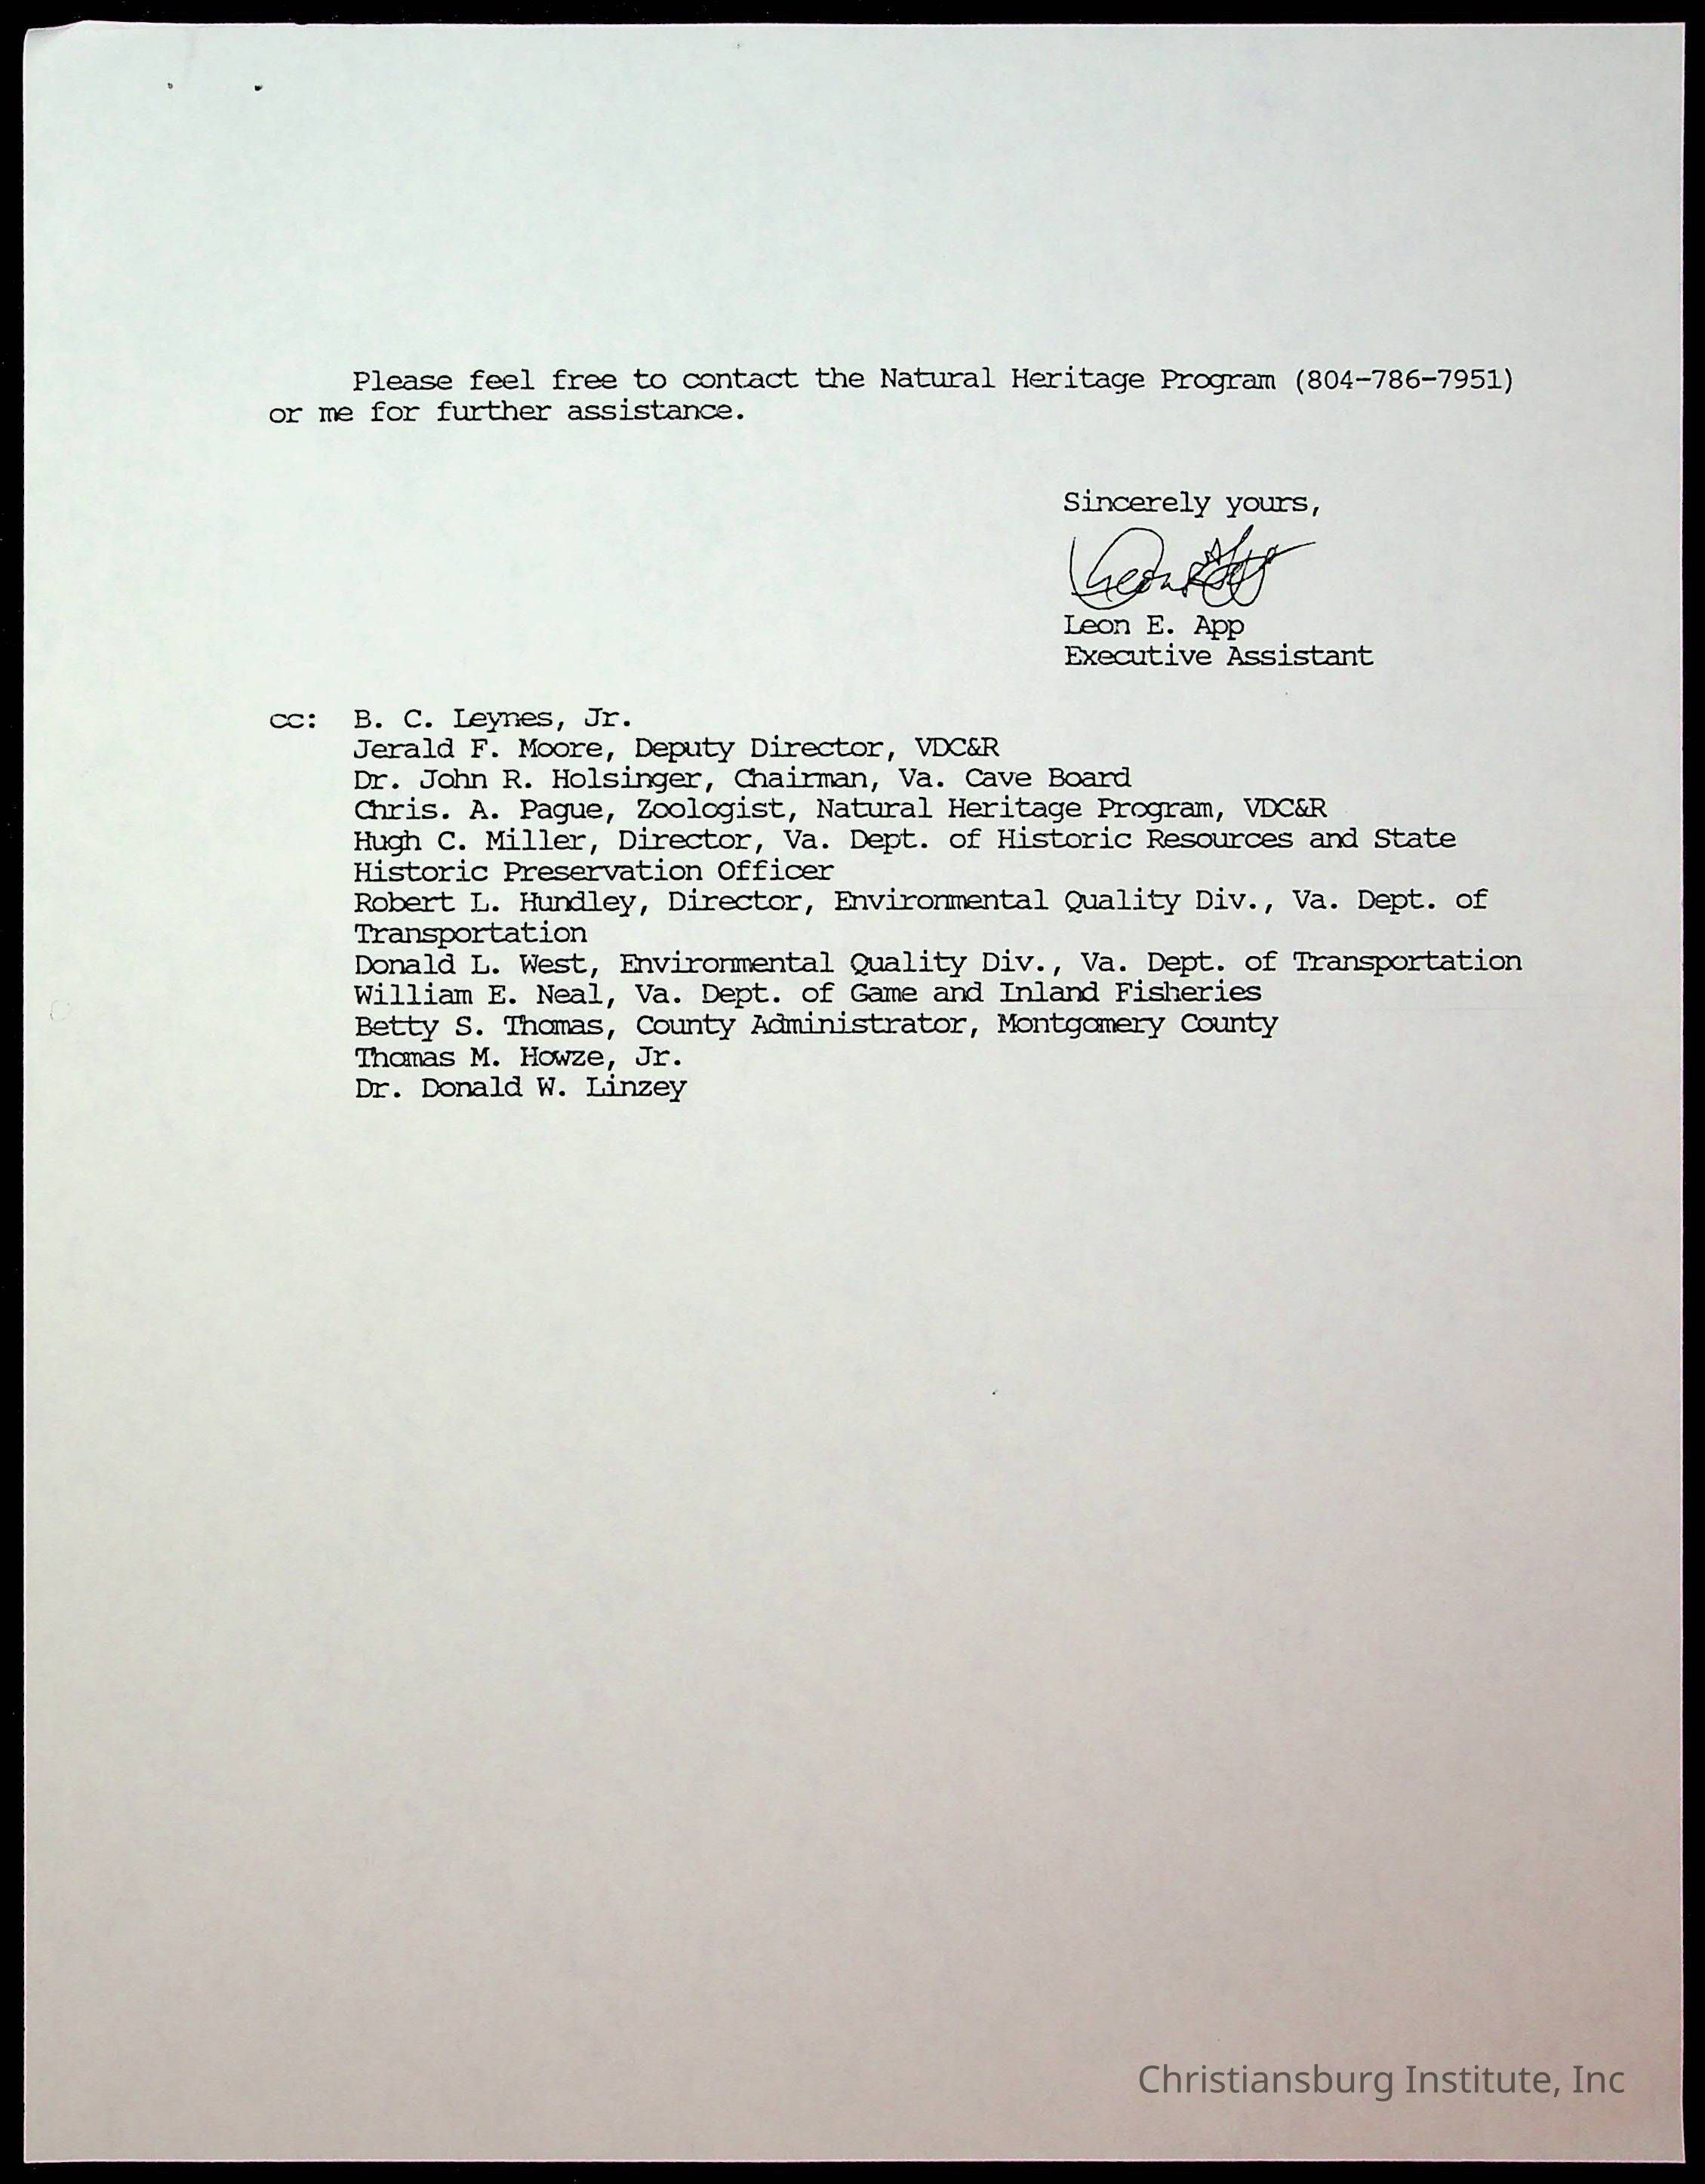 Please feel free to contact the Natural Heritage Program (804-786-7951)
or me for further assistance.
Sincerely yours,
Leon E. App
Leon E. App
Executive Assistant
cc: B. C. Leynes, Jr.
Jerald F. Moore, Deputy Director, VDC&R
Dr. John R. Holsinger, Chairman, Va. Cave Board
Chris. A. Pague, Zoologist, Natural Heritage Program, VDC&R
Hugh C. Miller, Director, Va. Dept. of Historic Resources and State
Historic Preservation Officer
Robert L. Hundley, Director, Environmental Quality Div., Va. Dept. of
Transportation
Donald L. West, Environmental Quality Div., Va. Dept. of Transportation
William E. Neal, Va. Dept. of Game and Inland Fisheries
Betty S. Thomas, County Administrator, Montgomery County
Thomas M. Howze, Jr.
Dr. Donald W. Linzey
Christiansburg Institute, Inc